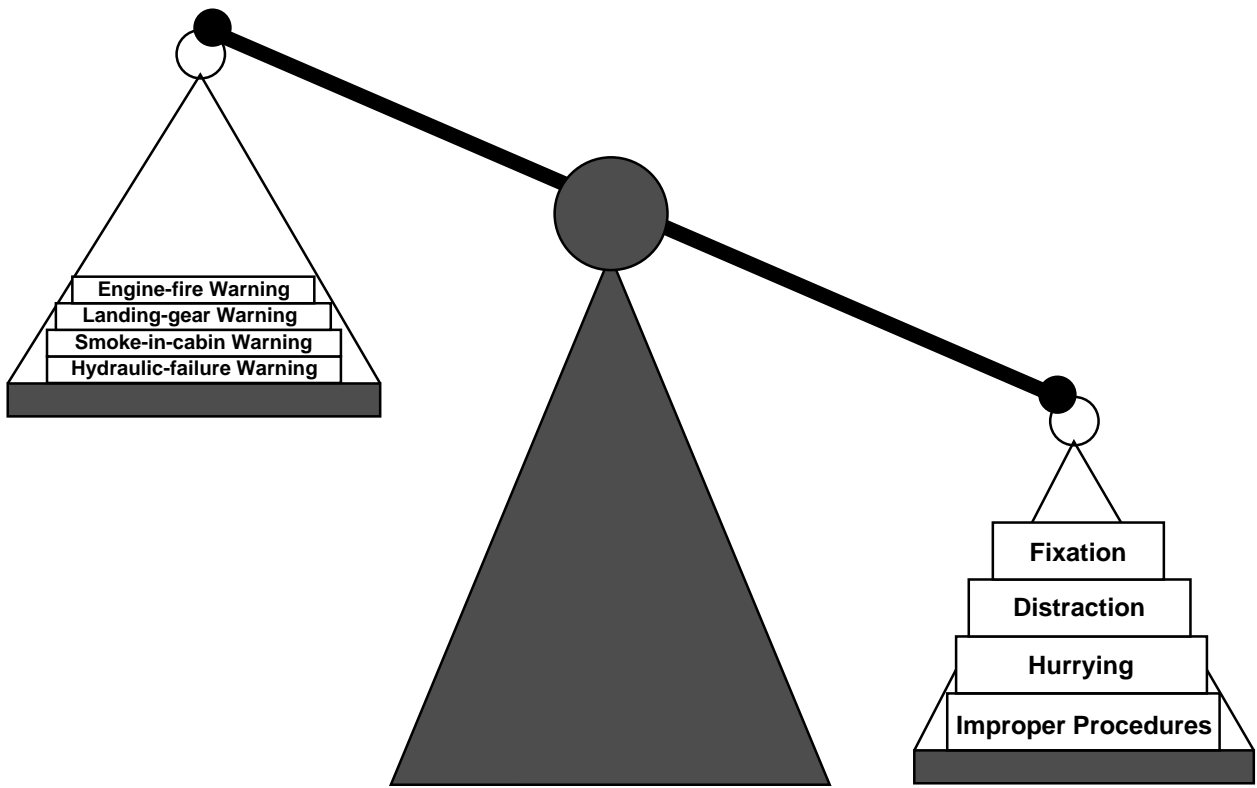 Engine-fire Warning
Landing-gear Warning
Smoke-in-cabin Warning
Hydraulic-failure Warning
Fixation
Distraction
Hurrying
Improper Procedures